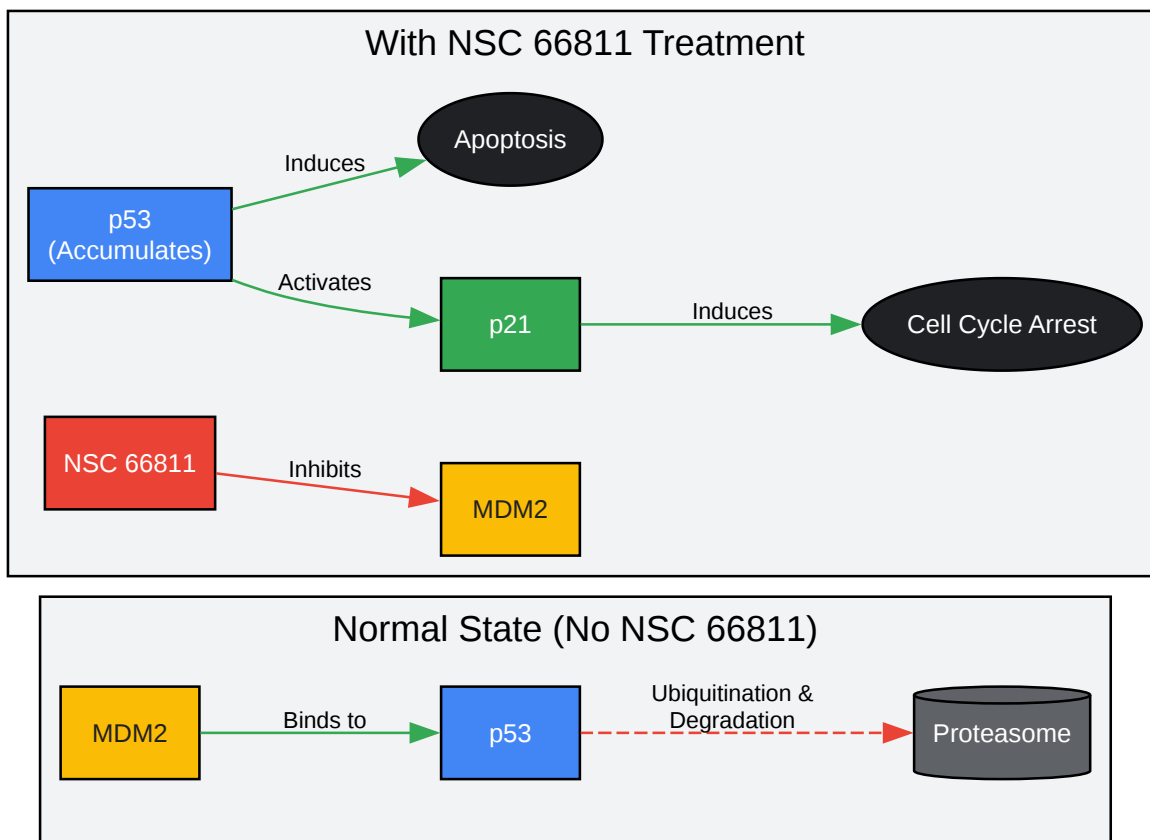 With NSC 66811 Treatment
Apoptosis
Induces
p53
(Accumulates)
Activates
p21
Induces
Cell Cycle Arrest
NSC 66811
Inhibits
MDM2
Normal State (No NSC 66811)
MDM2
Binds to
p53
Ubiquitination &
Degradation
Proteasome